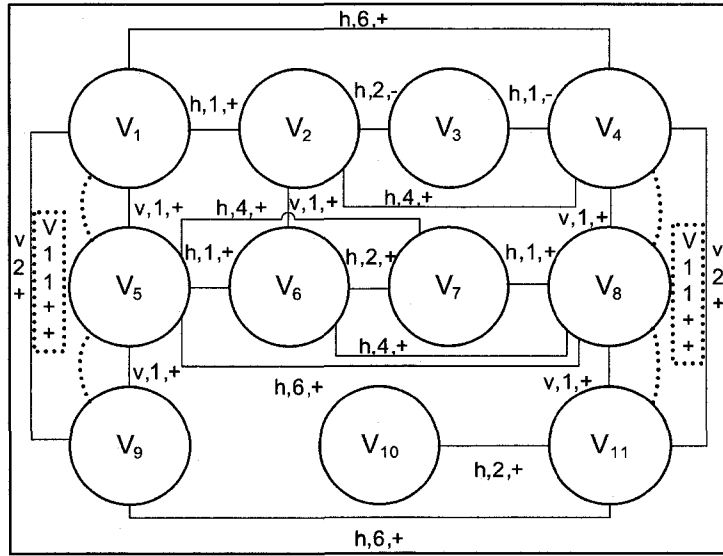 h,6,+
h,1,+ h,2,- h,1,-
V1 V2 V3 V4
h,4,+
v,1,+ h,4,+ v,1,+ v,1,+
v 2 + V 1 1 + + h,1,+ h,2,+ h,1,+ V 1 1 + + v 2 +
V5 V6 V7 V8
h,4,+
v,1,+ h,6,+ v,1,+
V9 V10 V11
h,2,+
h,6,+